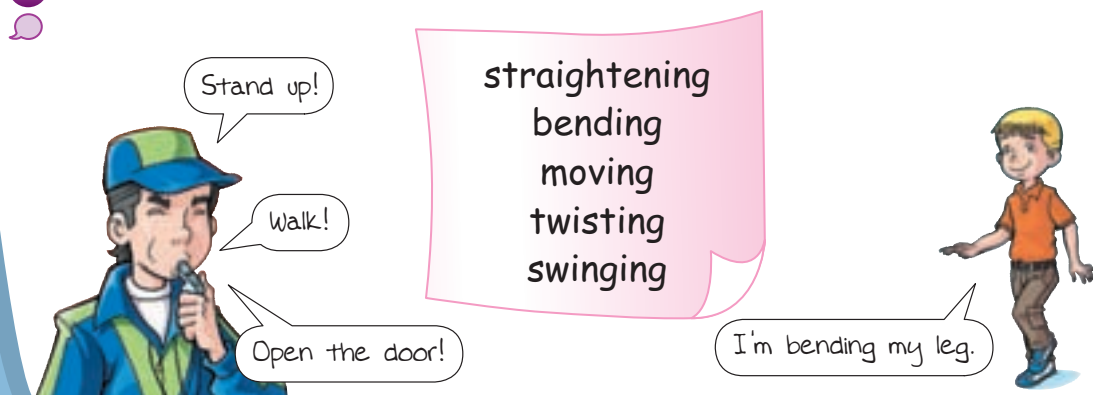 Stand up!
Walk!
Open the door!
straightening
bending
moving
twisting
swinging
I'm bending my leg.